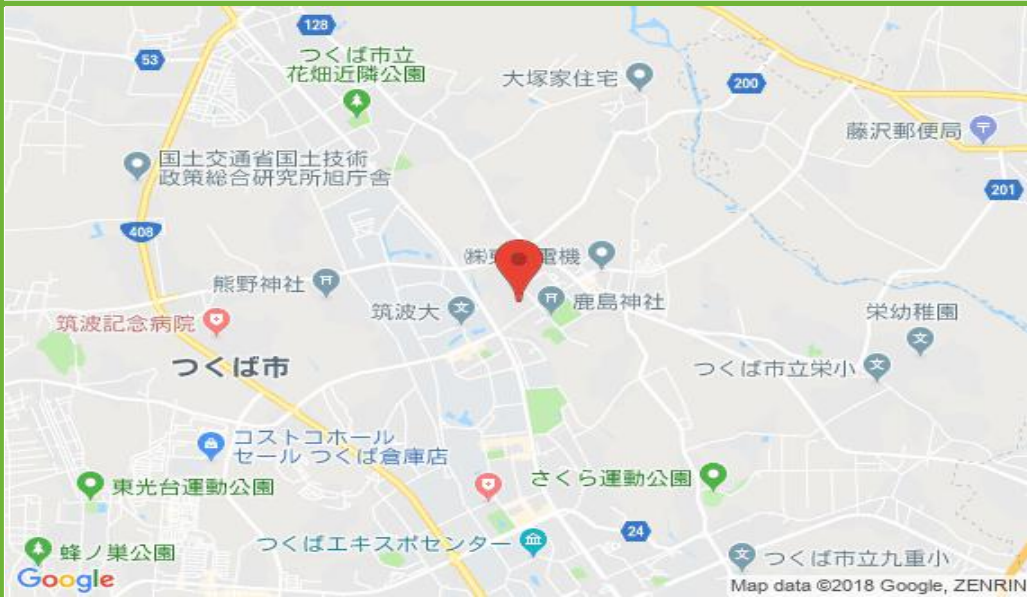 128
53
つくば市立
花畑近隣公園
大塚家住宅
200
藤沢郵便局
国土交通省国土技術
政策総合研究所旭庁舎
201
408
㈱東 電機
熊野神社
筑波大
鹿島神社
栄幼稚園
筑波記念病院
つくば市
つくば市立栄小
コストコホール
セール つくば倉庫店
さくら運動公園
東光台運動公園
24
つくばエキスポセンター
蜂ノ巣公園
つくば市立九重小
Google
Map data ©2018 Google, ZENRIN